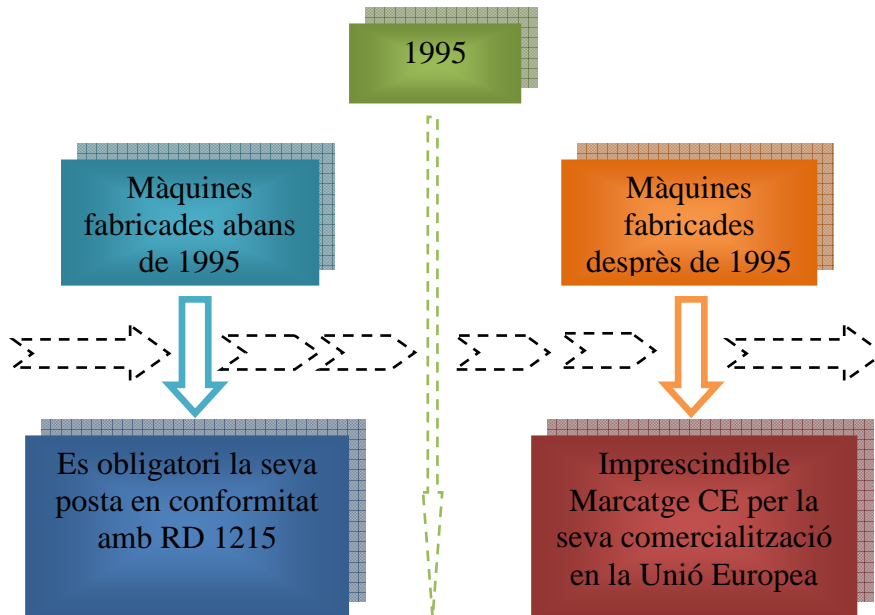 1995
Màquines
fabricades abans
de 1995
Màquines
fabricades
desprès de 1995
Es obligatori la seva
posta en conformitat
amb RD 1215
Imprescindible
Marcatge CE per la
seva comercialització
en la Unió Europea